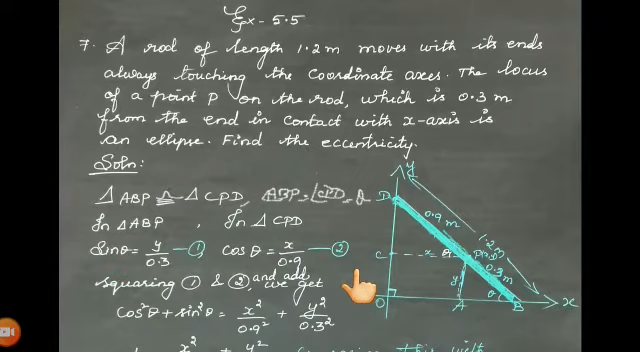 Ex - 5.5
7. A rod of length 1.2 m moves with its ends
always touching the coordinate axes. The locus
of a point P on the rod, which is 0.3 m
from the end in contact with x-axis is
an ellipse. Find the eccentricity.
Soln:
Δ ABP ≅ Δ CPD, ∠ABP = ∠CPD = θ
In Δ ABP , In Δ CPD
Sinθ = y/0.3 — ① cosθ = x/0.9 — ②
squaring ① & ② and add, we get
cos²θ + sin²θ = x²/0.9² + y²/0.3²
y
D
0.9 m
1.2 m
C
x
θ
0.3 m
y
θ
O
A
B
x